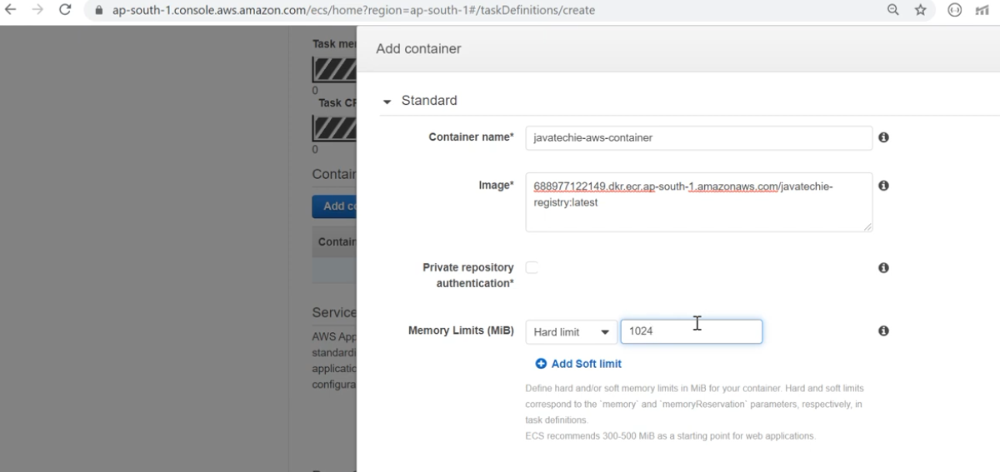 ap-south-1.console.aws.amazon.com/ecs/home?region=ap-south-1#/taskDefinitions/create
Task me
Add container
0
Task CP
Standard
Container name*
javatechie-aws-container
0
Contai
Image*
688977122149.dkr.ecr.ap-south-1.amazonaws.com/javatechie-
registry:latest
Add co
Contair
Private repository
authentication*
Service
Memory Limits (MiB)
Hard limit
1024
AWS App
standardi
Add Soft limit
applicatio
configura
Define hard and/or soft memory limits in MiB for your container. Hard and soft limits
correspond to the `memory` and `memoryReservation` parameters, respectively, in
task definitions.
ECS recommends 300-500 MiB as a starting point for web applications.